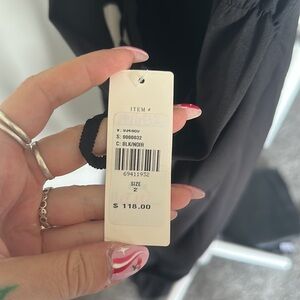 ITEM #
S: 0000032
C: BLK/NOIR
69411932
SIZE
2
$ 118.00